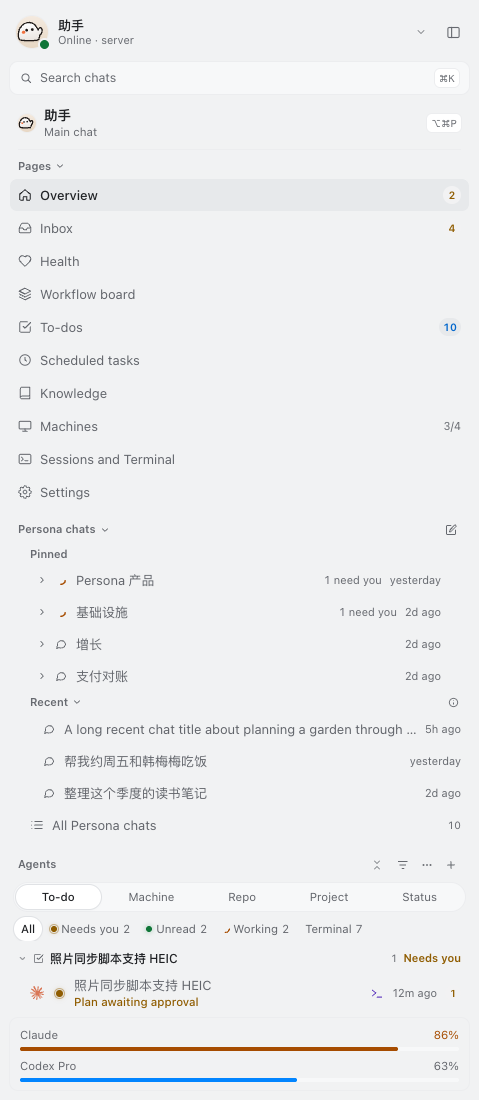 助手
Online · server
Search chats ⌘K
助手
Main chat
⌥⌘P
Pages
Overview 2
Inbox 4
Health
Workflow board
To-dos 10
Scheduled tasks
Knowledge
Machines 3/4
Sessions and Terminal
Settings
Persona chats
Pinned
Persona 产品 1 need you yesterday
基础设施 1 need you 2d ago
增长 2d ago
支付对账 2d ago
Recent
A long recent chat title about planning a garden through ... 5h ago
帮我约周五和韩梅梅吃饭 yesterday
整理这个季度的读书笔记 2d ago
All Persona chats 10
Agents
To-do Machine Repo Project Status
All Needs you 2 Unread 2 Working 2 Terminal 7
照片同步脚本支持 HEIC 1 Needs you
照片同步脚本支持 HEIC 12m ago 1
Plan awaiting approval
Claude 86%
Codex Pro 63%